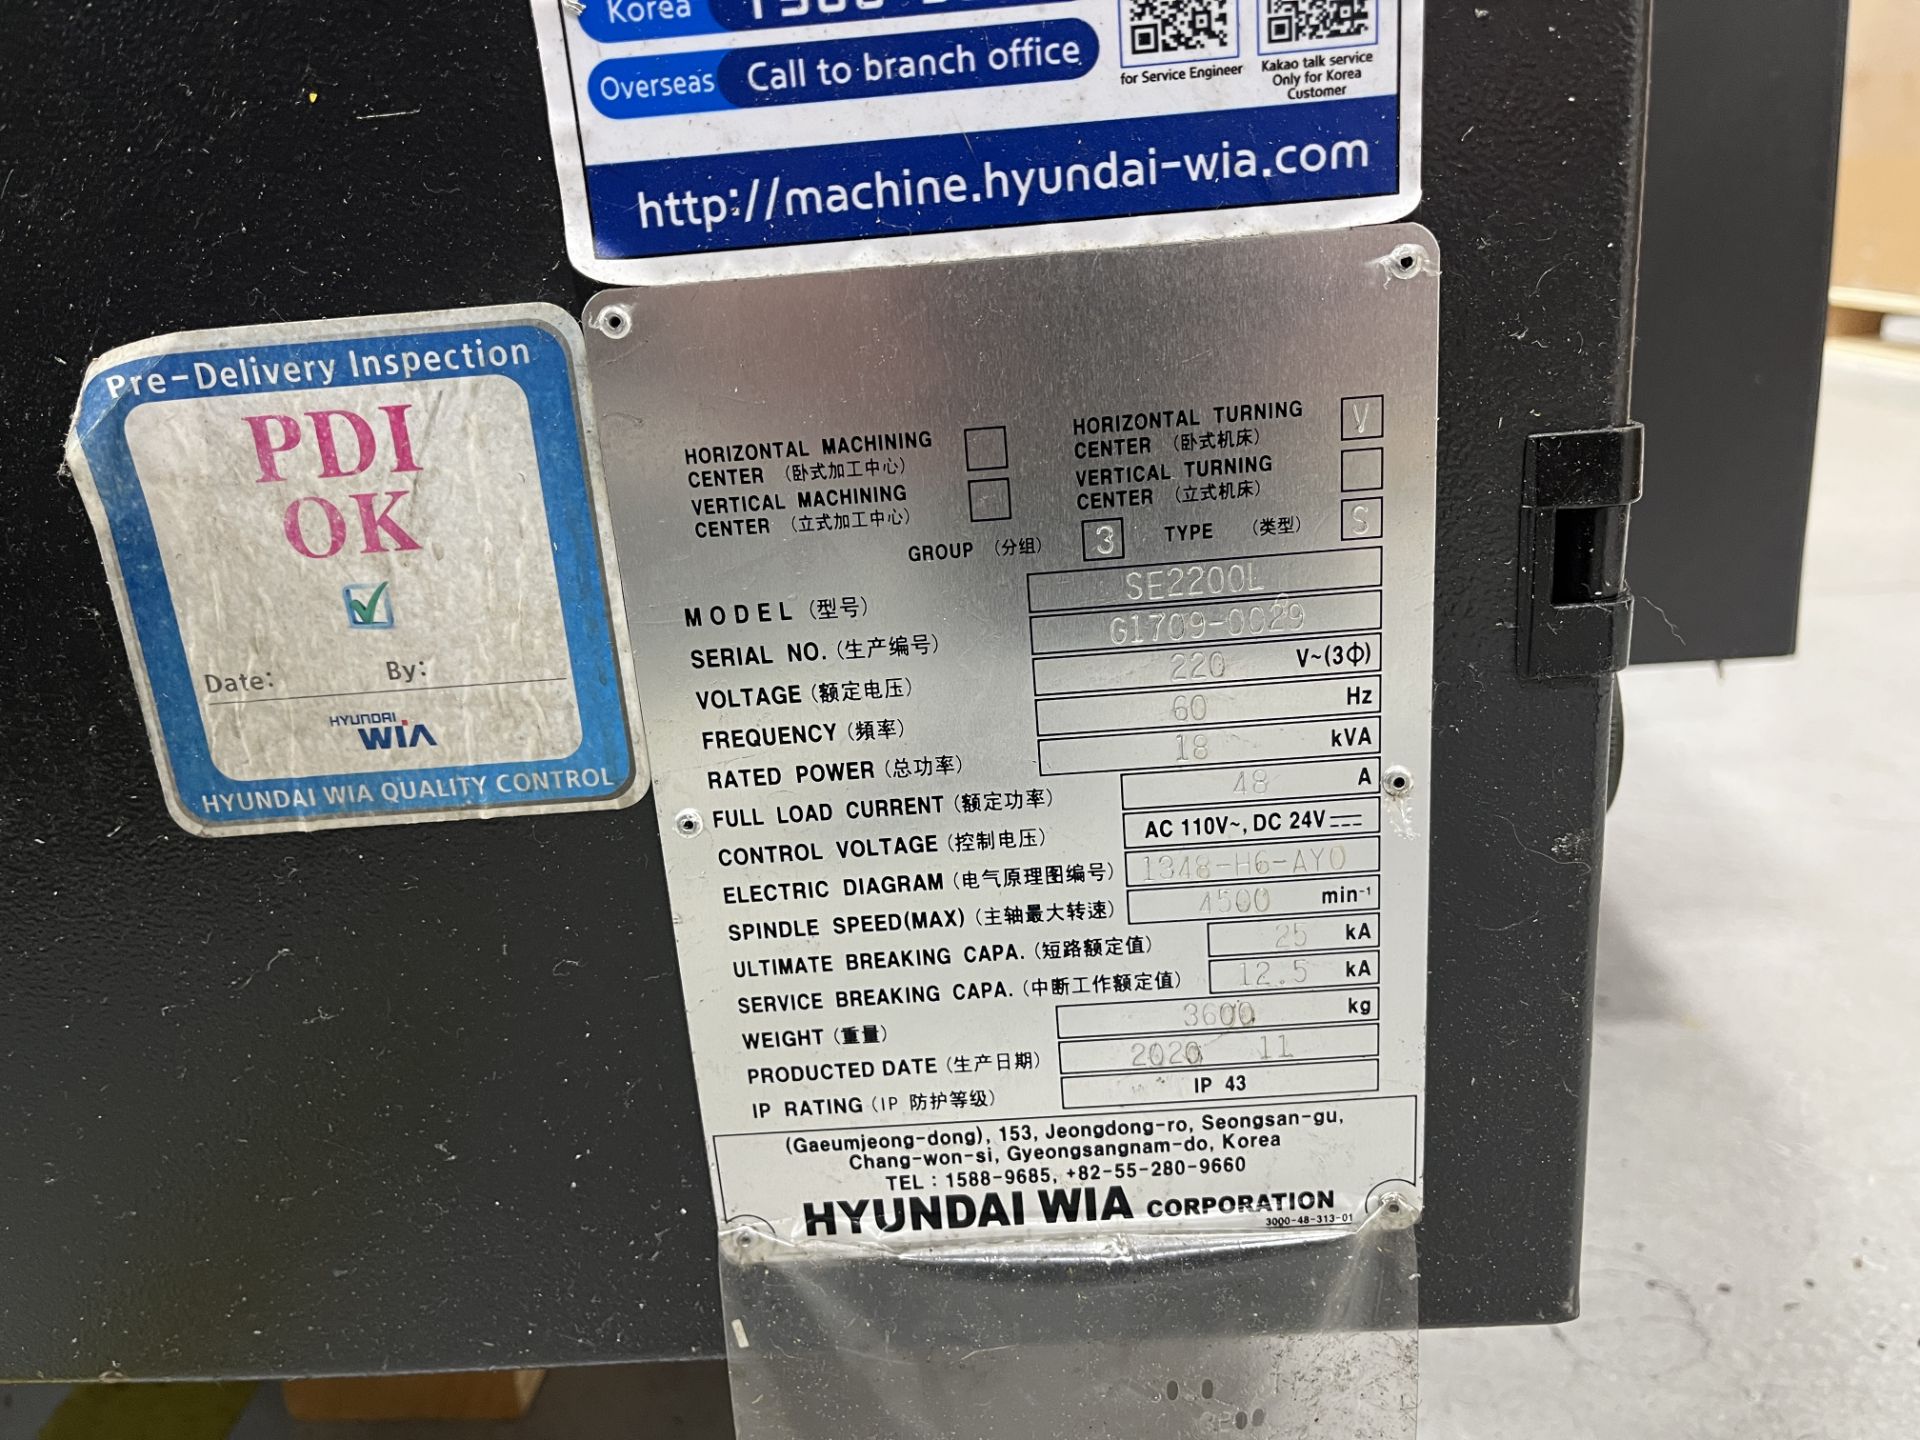 Korea
Overseas Call to branch office
for Service Engineer
Kakao talk service
Only for Korea
Customer
http://machine.hyundai-wia.com
Pre-Delivery Inspection
PDI
OK
Date: By:
HYUNDAI
WIA
HYUNDAI WIA QUALITY CONTROL
HORIZONTAL MACHINING
CENTER (卧式加工中心)
HORIZONTAL TURNING
CENTER (卧式机床) V
VERTICAL MACHINING
CENTER (立式加工中心)
VERTICAL TURNING
CENTER (立式机床)
GROUP (分组) 3 TYPE (类型) S
MODEL (型号) SE2200L
SERIAL NO. (生产编号) G1709-0029
VOLTAGE (额定电压) 220 V~(3Φ)
FREQUENCY (频率) 60 Hz
RATED POWER (总功率) 18 kVA
FULL LOAD CURRENT (额定功率) 48 A
CONTROL VOLTAGE (控制电压) AC 110V~, DC 24V⎓
ELECTRIC DIAGRAM (电气原理图编号) 1348-H6-AY0
SPINDLE SPEED(MAX) (主轴最大转速) 4500 min⁻¹
ULTIMATE BREAKING CAPA. (短路额定值) 25 kA
SERVICE BREAKING CAPA. (中断工作额定值) 12.5 kA
WEIGHT (重量) 3600 kg
PRODUCTED DATE (生产日期) 2020 11
IP RATING (IP 防护等级) IP 43
(Gaeumjeong-dong), 153, Jeongdong-ro, Seongsan-gu,
Chang-won-si, Gyeongsangnam-do, Korea
TEL : 1588-9685, +82-55-280-9660
HYUNDAI WIA CORPORATION
3000-48-313-01